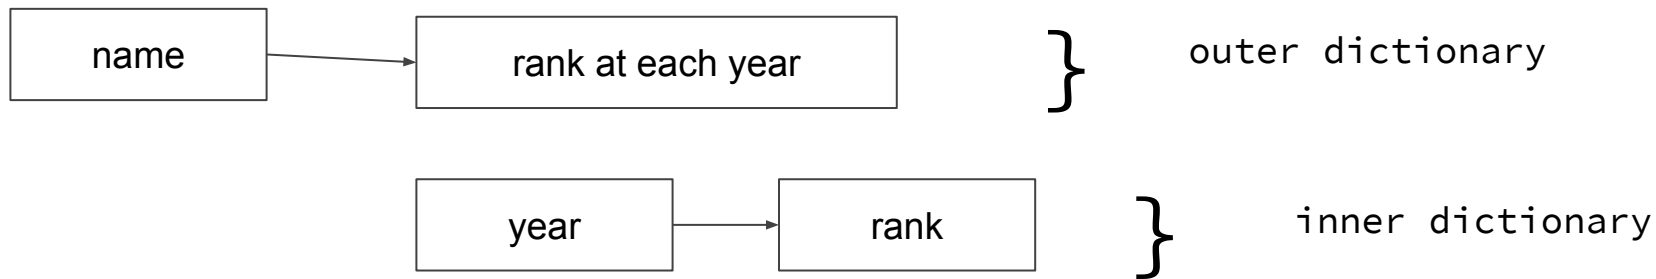 name
rank at each year
} outer dictionary
year
rank
} inner dictionary